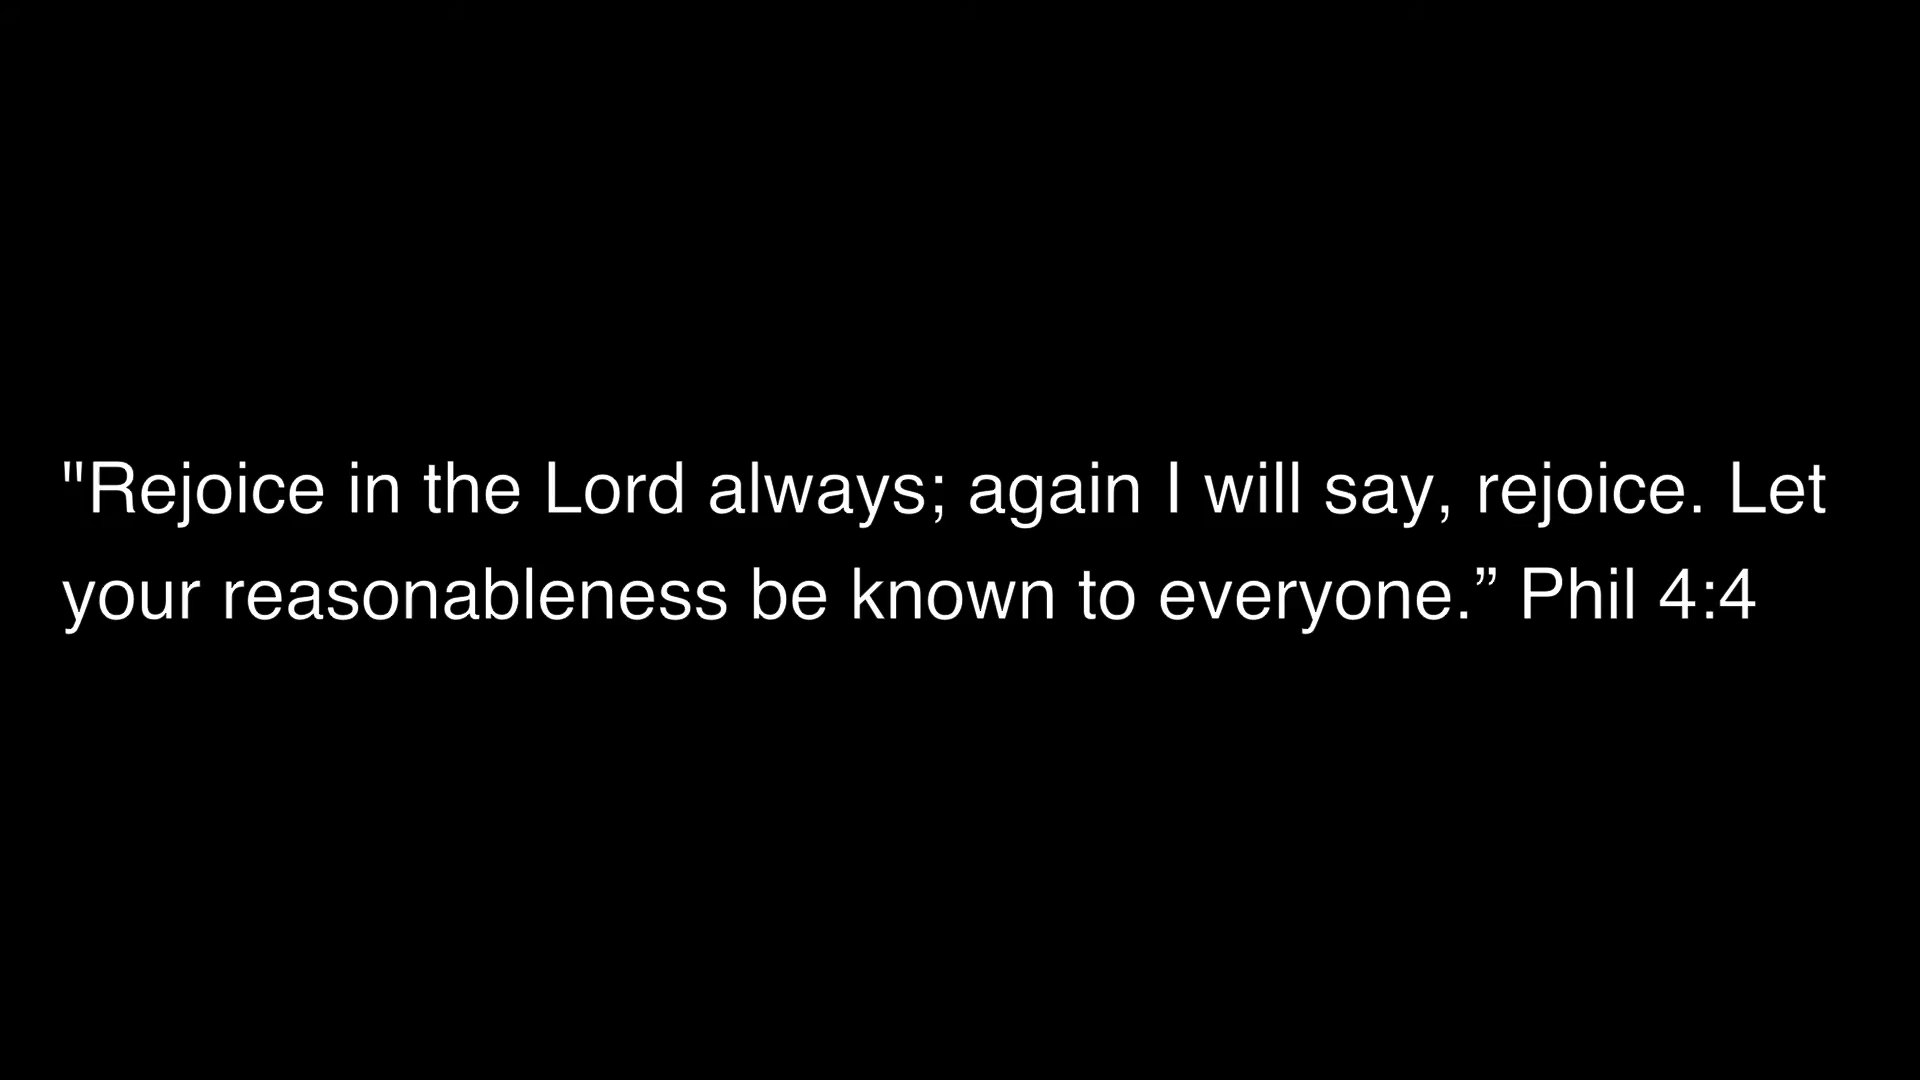 "Rejoice in the Lord always; again I will say, rejoice. Let
your reasonableness be known to everyone.” Phil 4:4